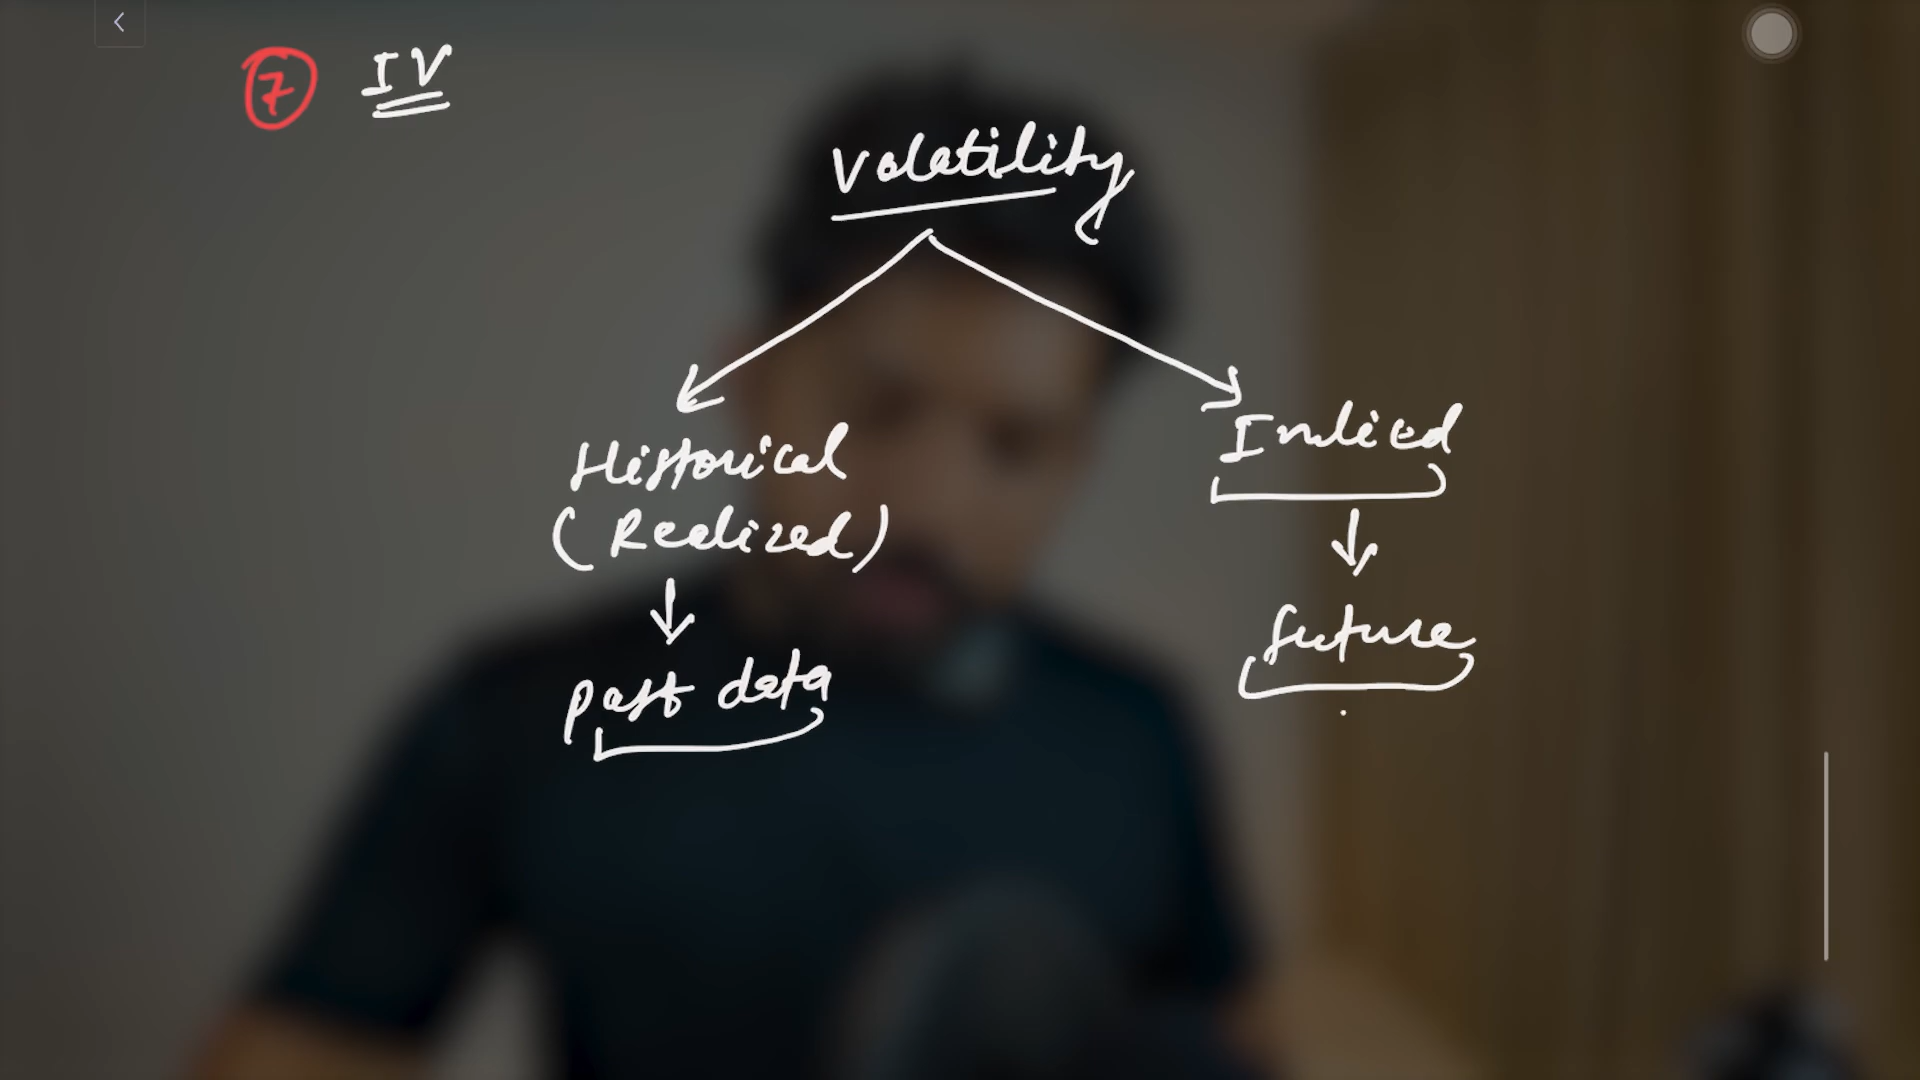 7 IV
Volatility
Historical
Implied
(Realized)
future
past data